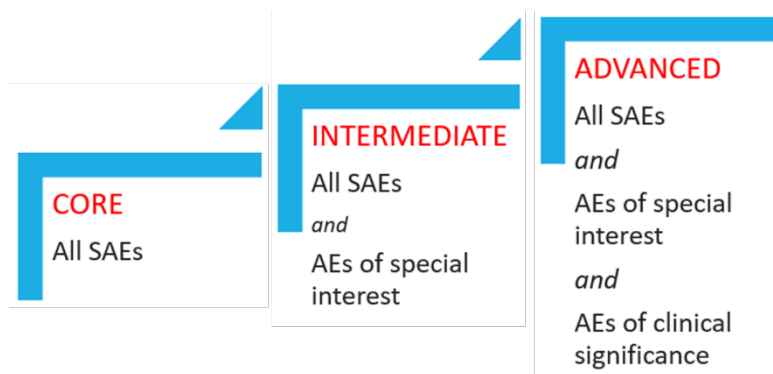 CORE
All SAEs
INTERMEDIATE
All SAEs
and
AEs of special
interest
ADVANCED
All SAEs
and
AEs of special
interest
and
AEs of clinical
significance